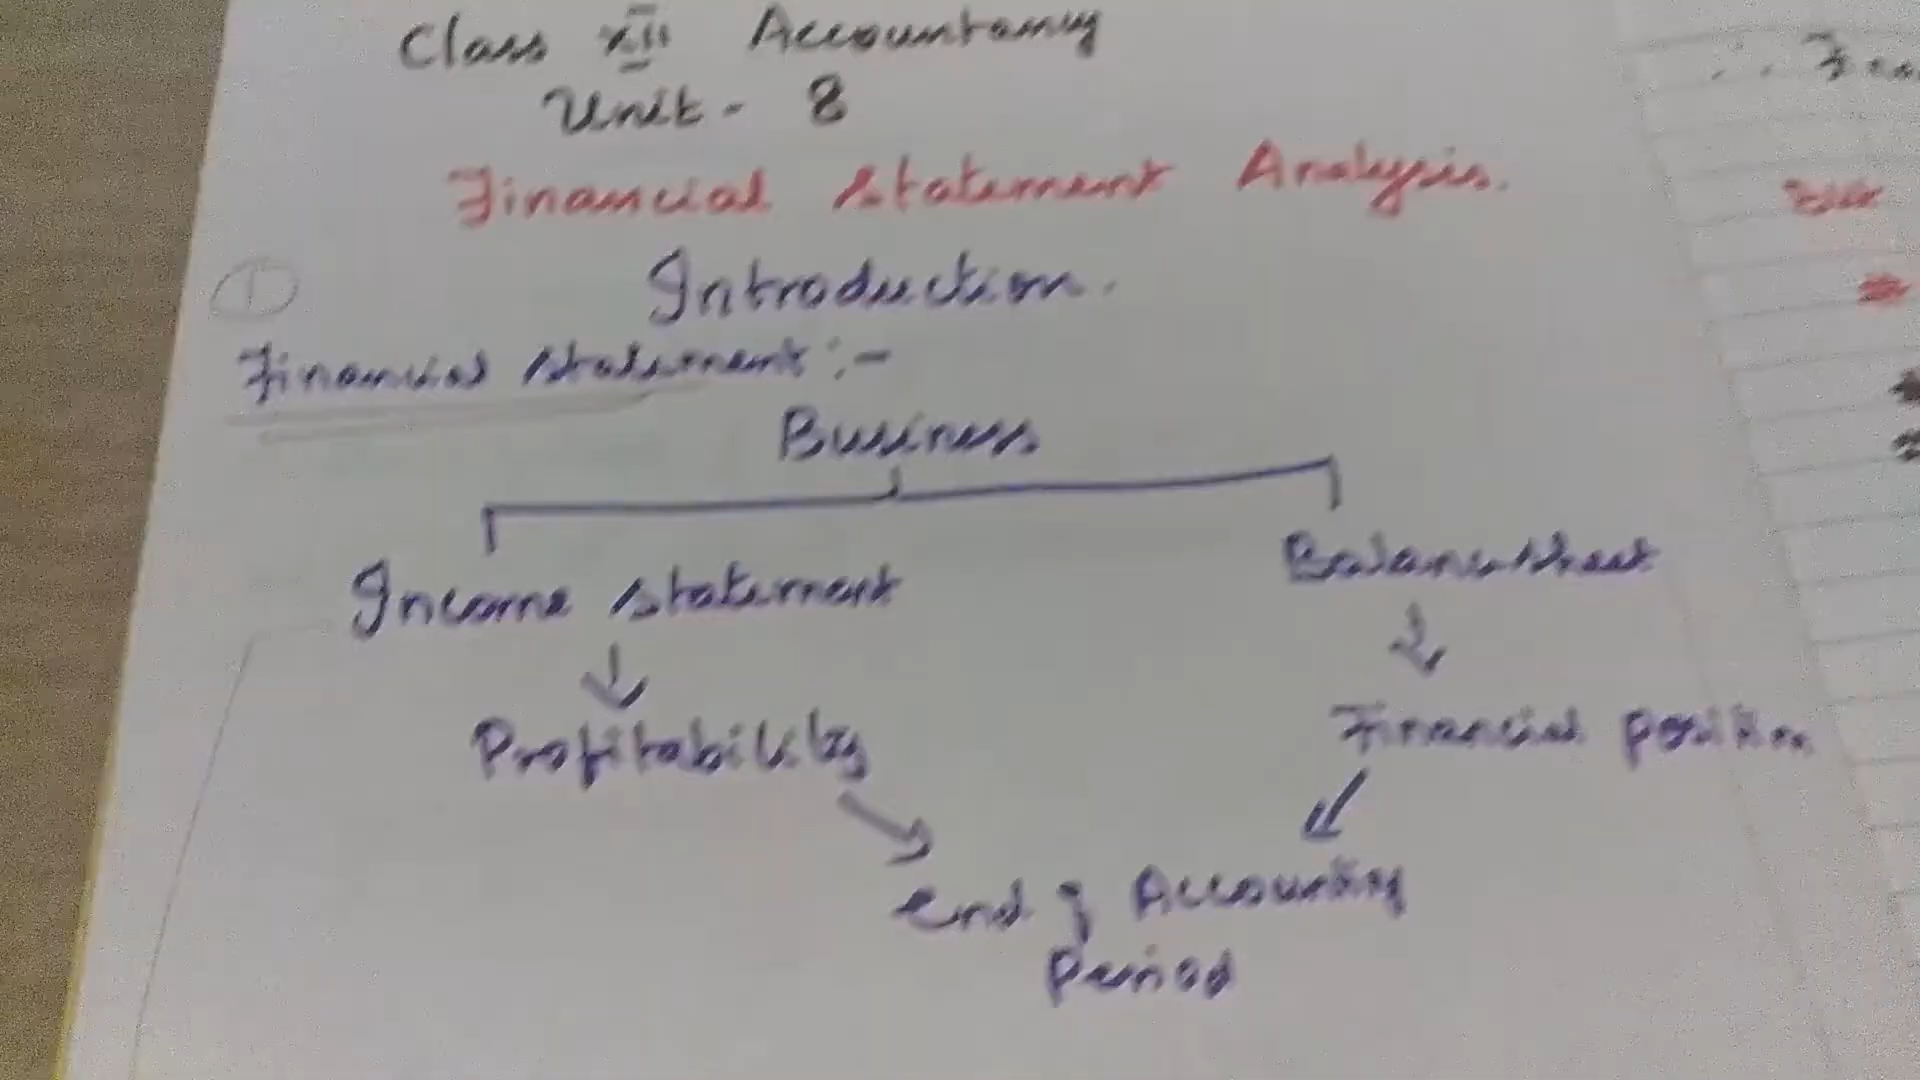 Class XII Accountancy
Unit - 8
Financial Statement Analysis.
1
Introduction.
Financial Statement :-
Business
Income Statement
Balance Sheet
Profitability
Financial position
End of Accounting
Period